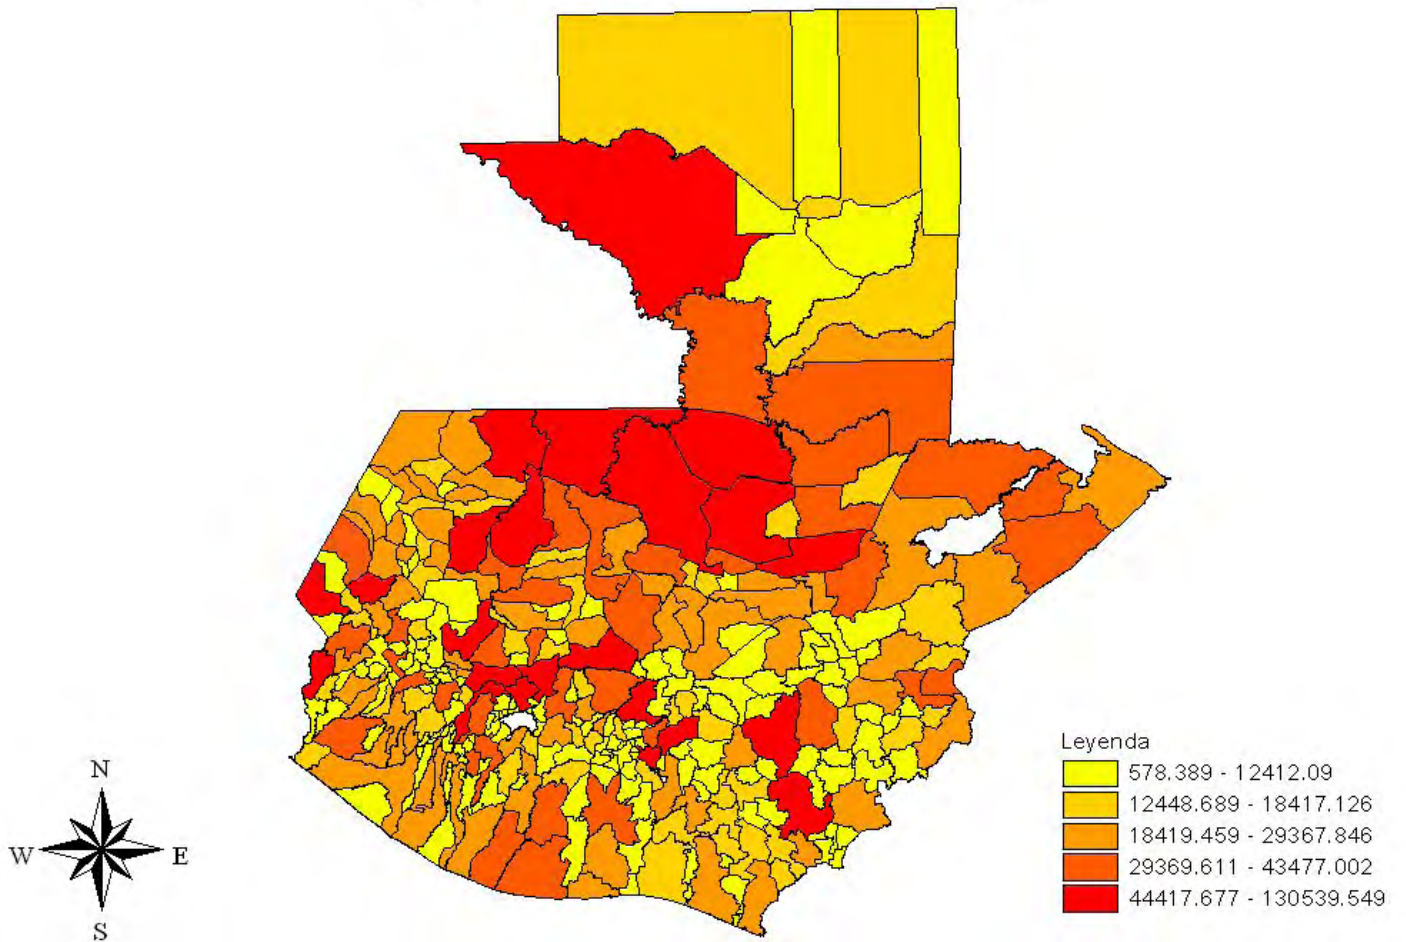 Leyenda
578.389 - 12412.09
12448.689 - 18417.126
18419.459 - 29367.846
29369.611 - 43477.002
44417.677 - 130539.549
N
W E
S